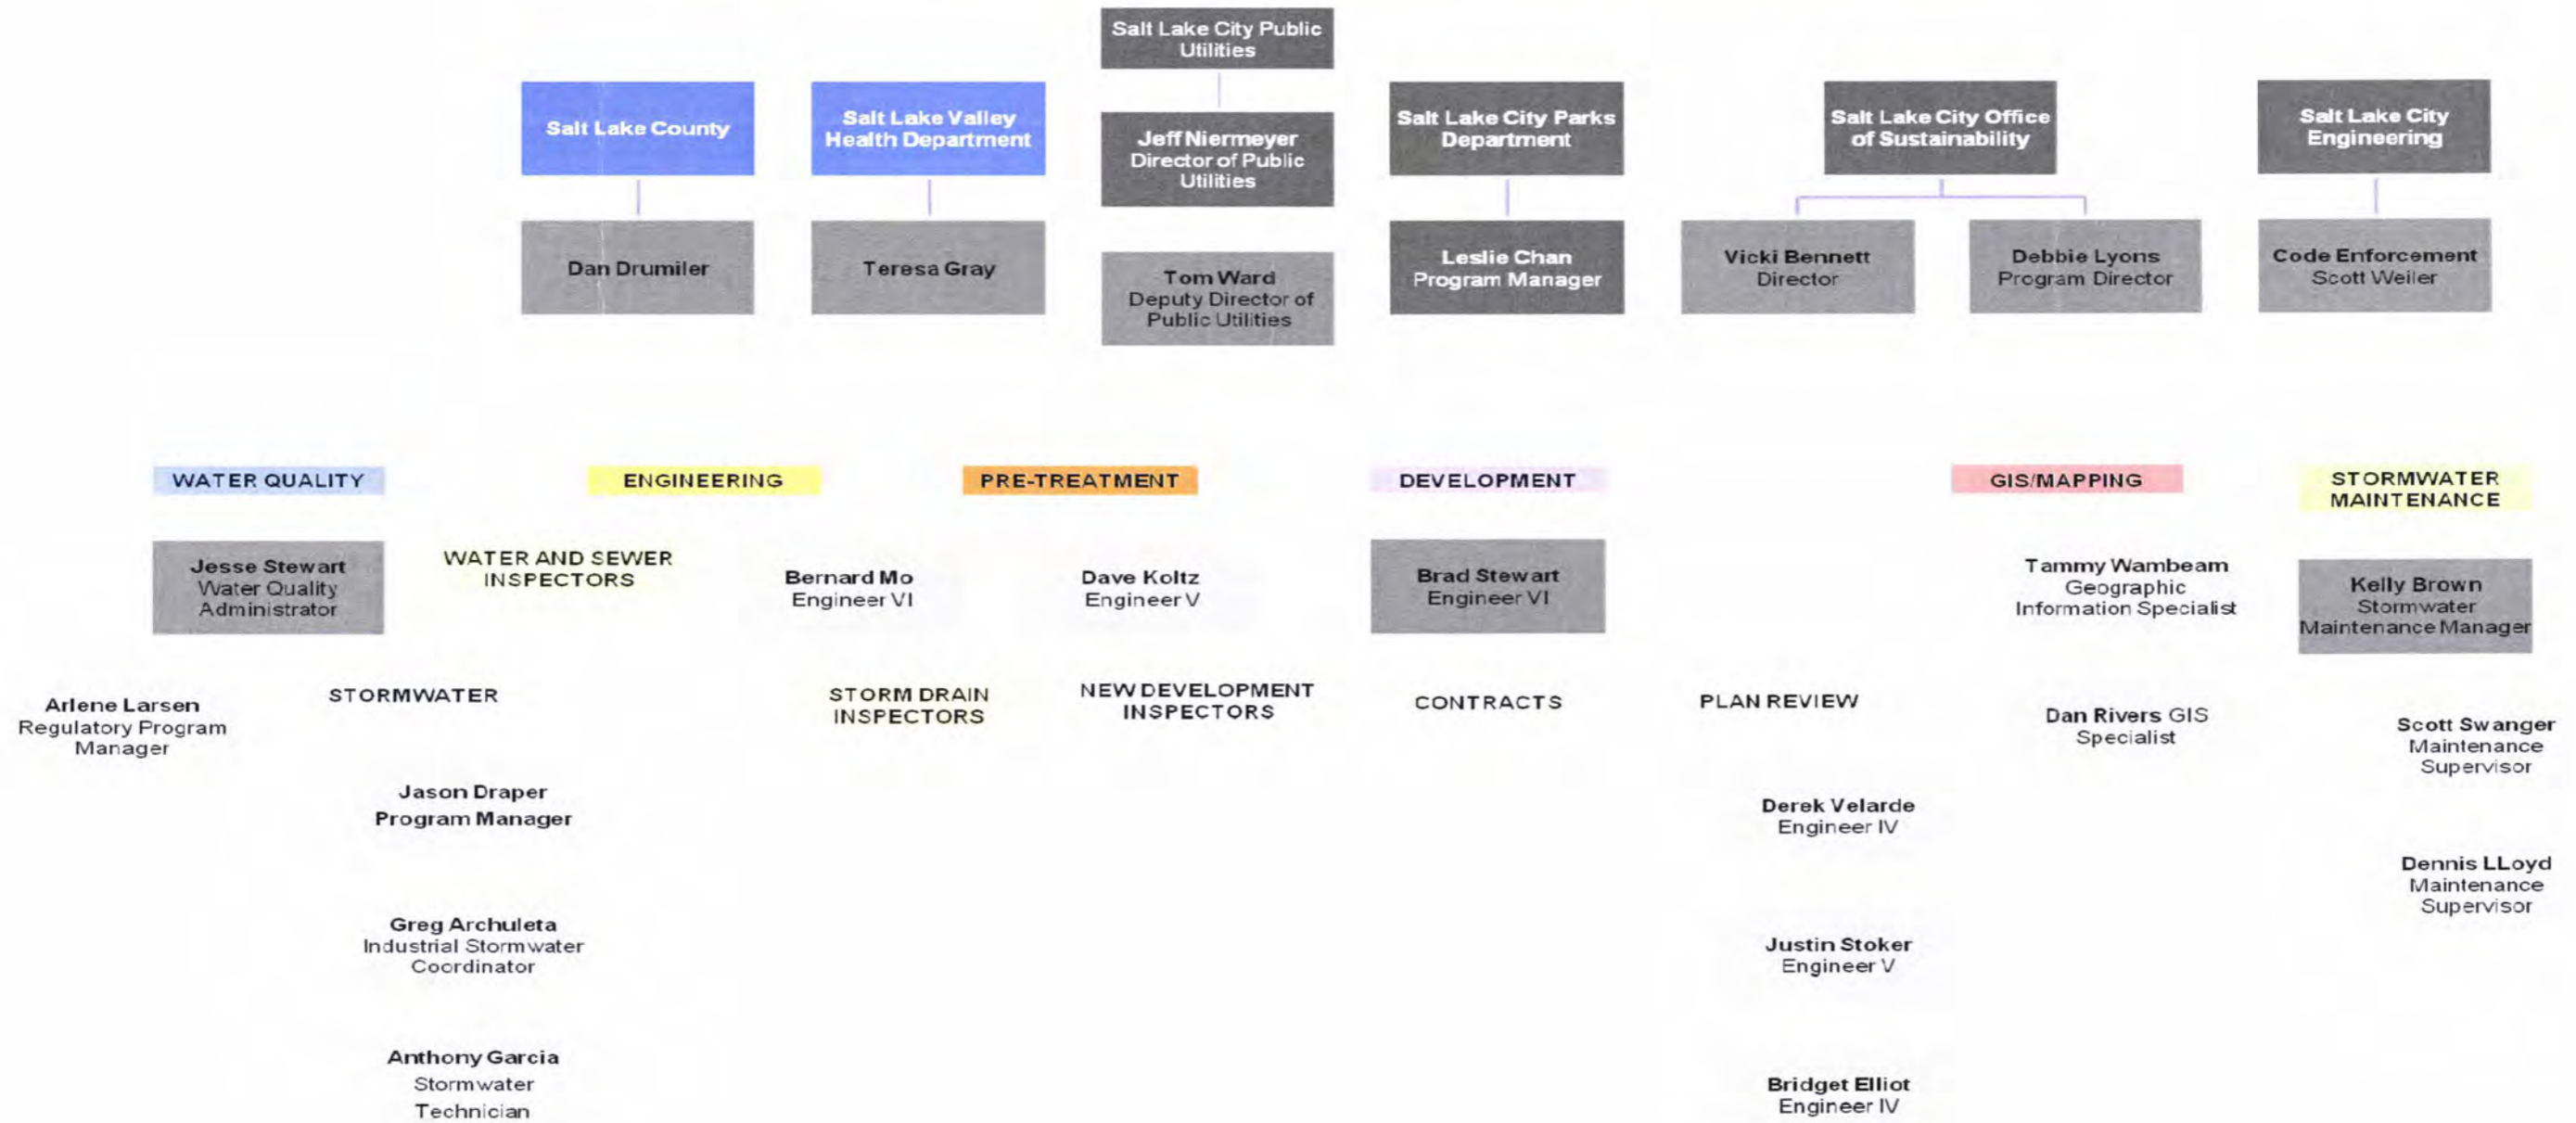 Salt Lake City Public
Utilities
Salt Lake County
Salt Lake Valley
Health Department
Jeff Niermeyer
Director of Public
Utilities
Salt Lake City Parks
Department
Salt Lake City Office
of Sustainability
Salt Lake City
Engineering
Dan Drumiler
Teresa Gray
Tom Ward
Deputy Director of
Public Utilities
Leslie Chan
Program Manager
Vicki Bennett
Director
Debbie Lyons
Program Director
Code Enforcement
Scott Weiler
WATER QUALITY
ENGINEERING
PRE-TREATMENT
DEVELOPMENT
GIS/MAPPING
STORMWATER
MAINTENANCE
Jesse Stewart
Water Quality
Administrator
WATER AND SEWER
INSPECTORS
Bernard Mo
Engineer VI
Dave Koltz
Engineer V
Brad Stewart
Engineer VI
Tammy Wambeam
Geographic
Information Specialist
Kelly Brown
Stormwater
Maintenance Manager
Arlene Larsen
Regulatory Program
Manager
STORMWATER
STORM DRAIN
INSPECTORS
NEW DEVELOPMENT
INSPECTORS
CONTRACTS
PLAN REVIEW
Dan Rivers GIS
Specialist
Scott Swanger
Maintenance
Supervisor
Jason Draper
Program Manager
Derek Velarde
Engineer IV
Dennis LLoyd
Maintenance
Supervisor
Greg Archuleta
Industrial Stormwater
Coordinator
Justin Stoker
Engineer V
Anthony Garcia
Stormwater
Technician
Bridget Elliot
Engineer IV